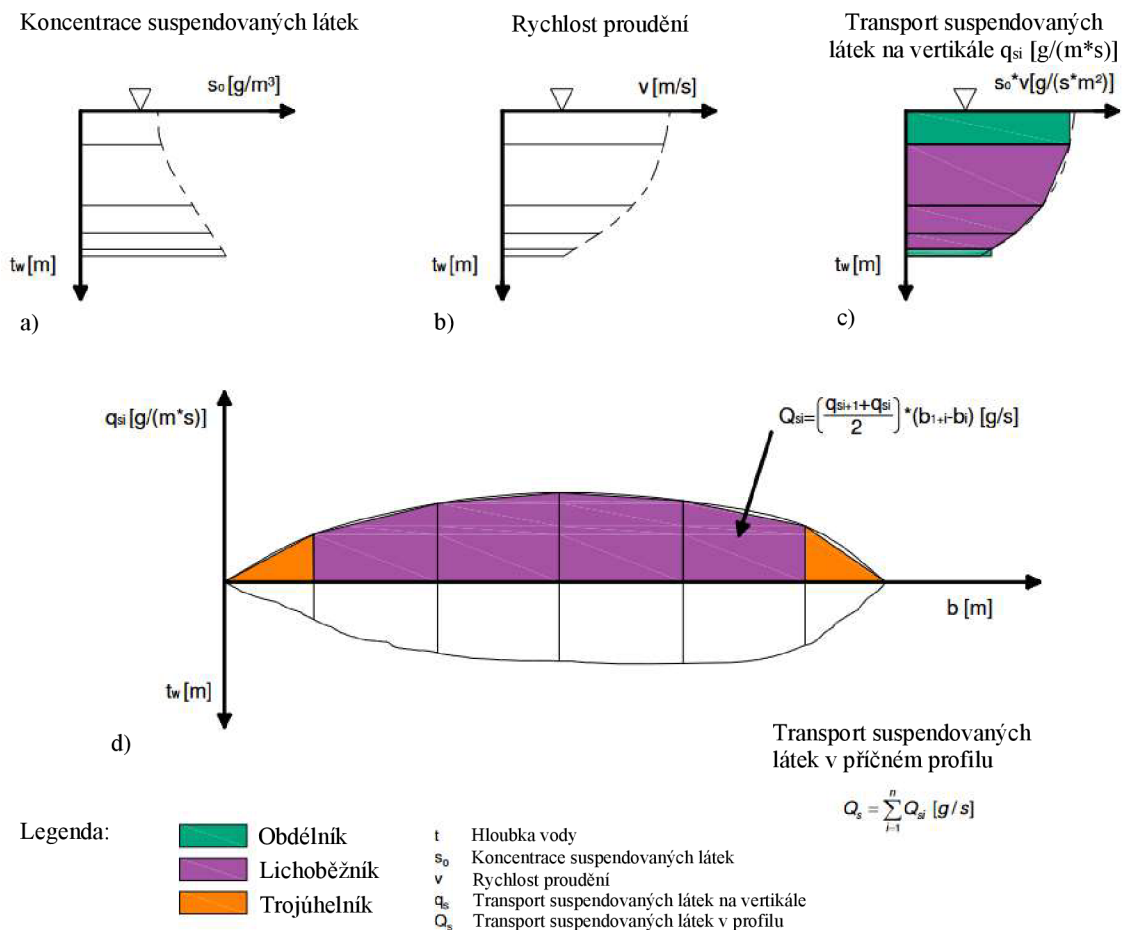 Koncentrace suspendovaných látek
Rychlost proudění
Transport suspendovaných
látek na vertikále qsi [g/(m*s)]
s₀ [g/m³]
v [m/s]
s₀*v[g/(s*m²)]
tw [m]
tw [m]
tw [m]
a)
b)
c)
qsi [g/(m*s)]
Qsi=((qsi+1+qsi)/2)*(b1+i-bi) [g/s]
b [m]
tw [m]
d)
Transport suspendovaných
látek v příčném profilu
Qs = ∑ⁿᵢ₌₁ Qsi [g/s]
Legenda:
Obdélník
Lichoběžník
Trojúhelník
t Hloubka vody
s₀ Koncentrace suspendovaných látek
v Rychlost proudění
qs Transport suspendovaných látek na vertikále
Qs Transport suspendovaných látek v profilu